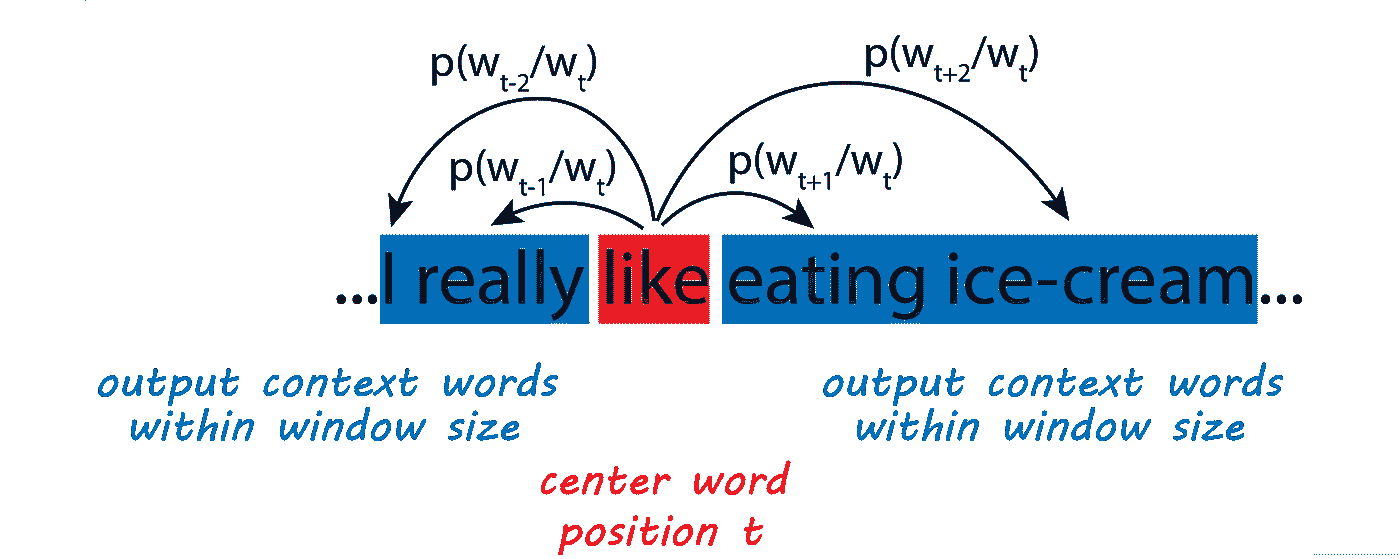 p(w_{t-2}/w_t) p(w_{t+2}/w_t)
p(w_{t-1}/w_t) p(w_{t+1}/w_t)
...I really like eating ice-cream...
output context words
within window size
output context words
within window size
center word
position t